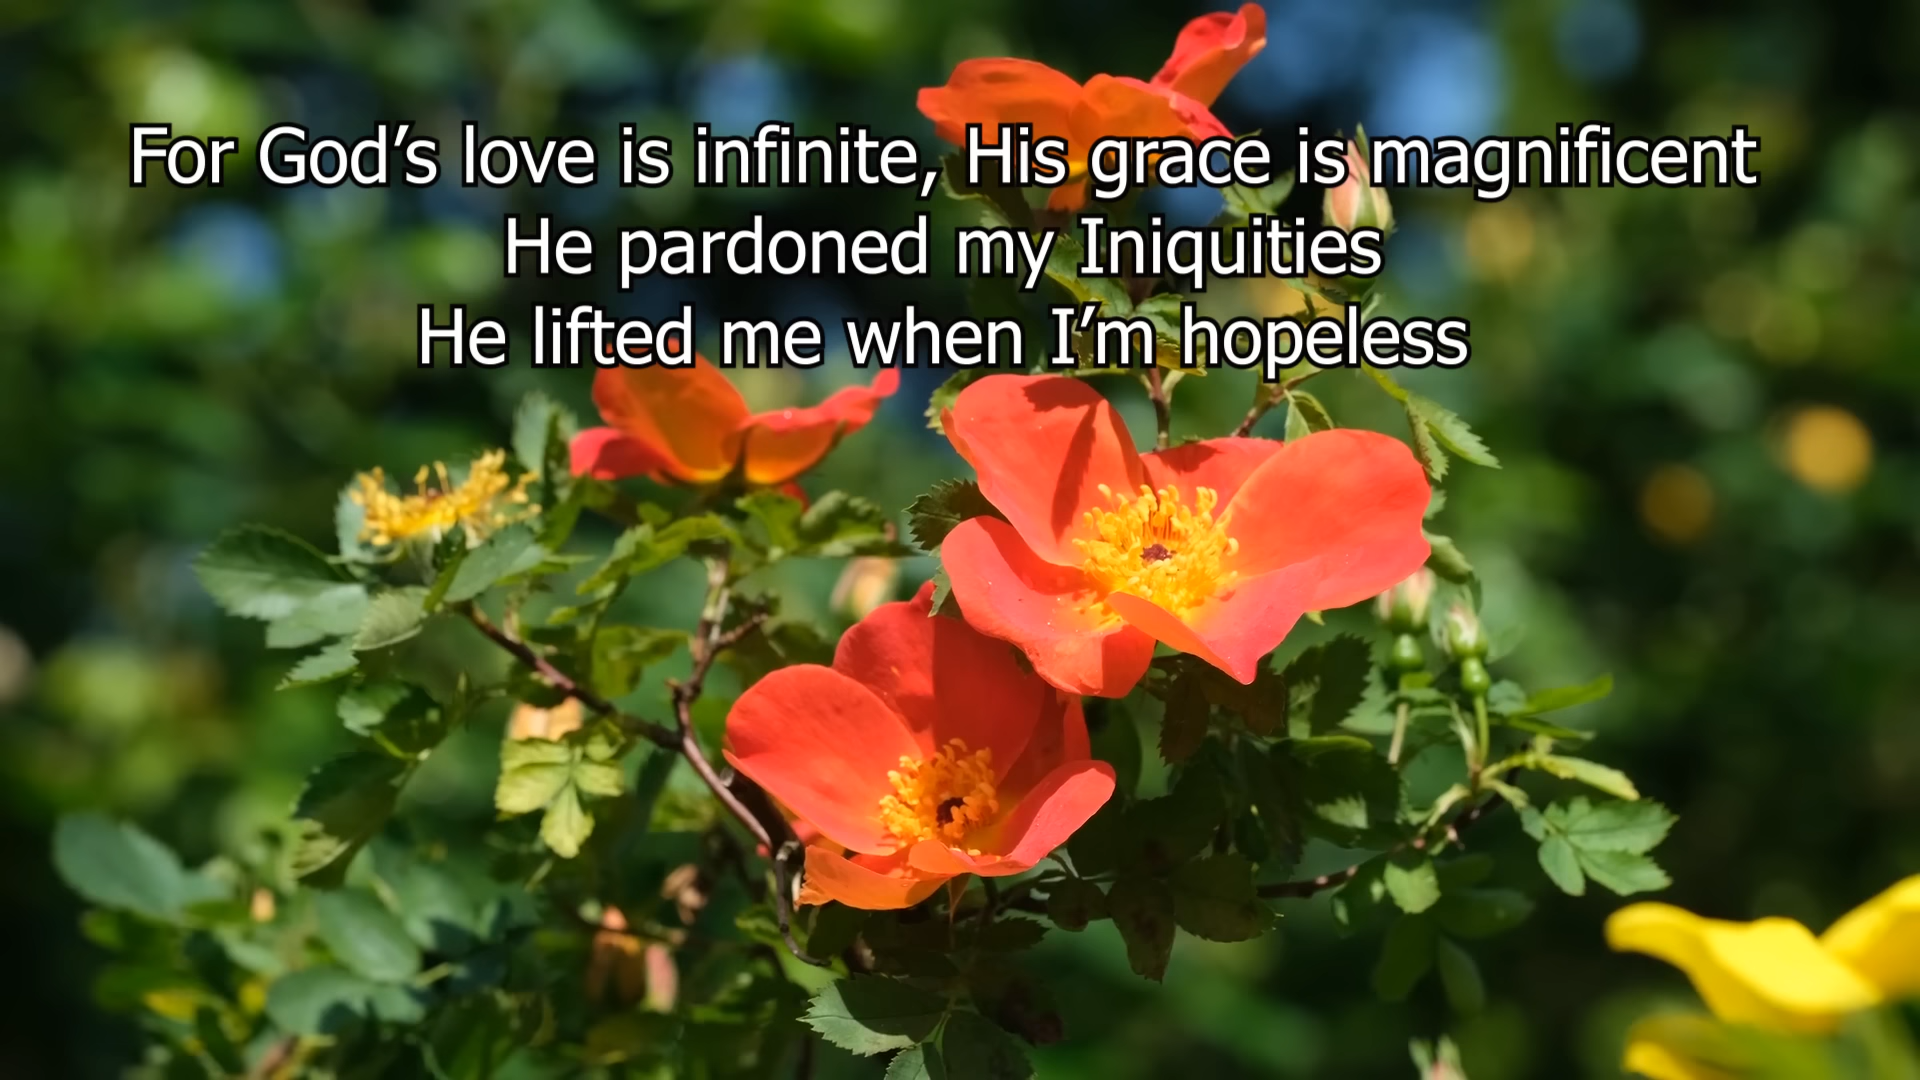 For God’s love is infinite, His grace is magnificent
He pardoned my Iniquities
He lifted me when I’m hopeless